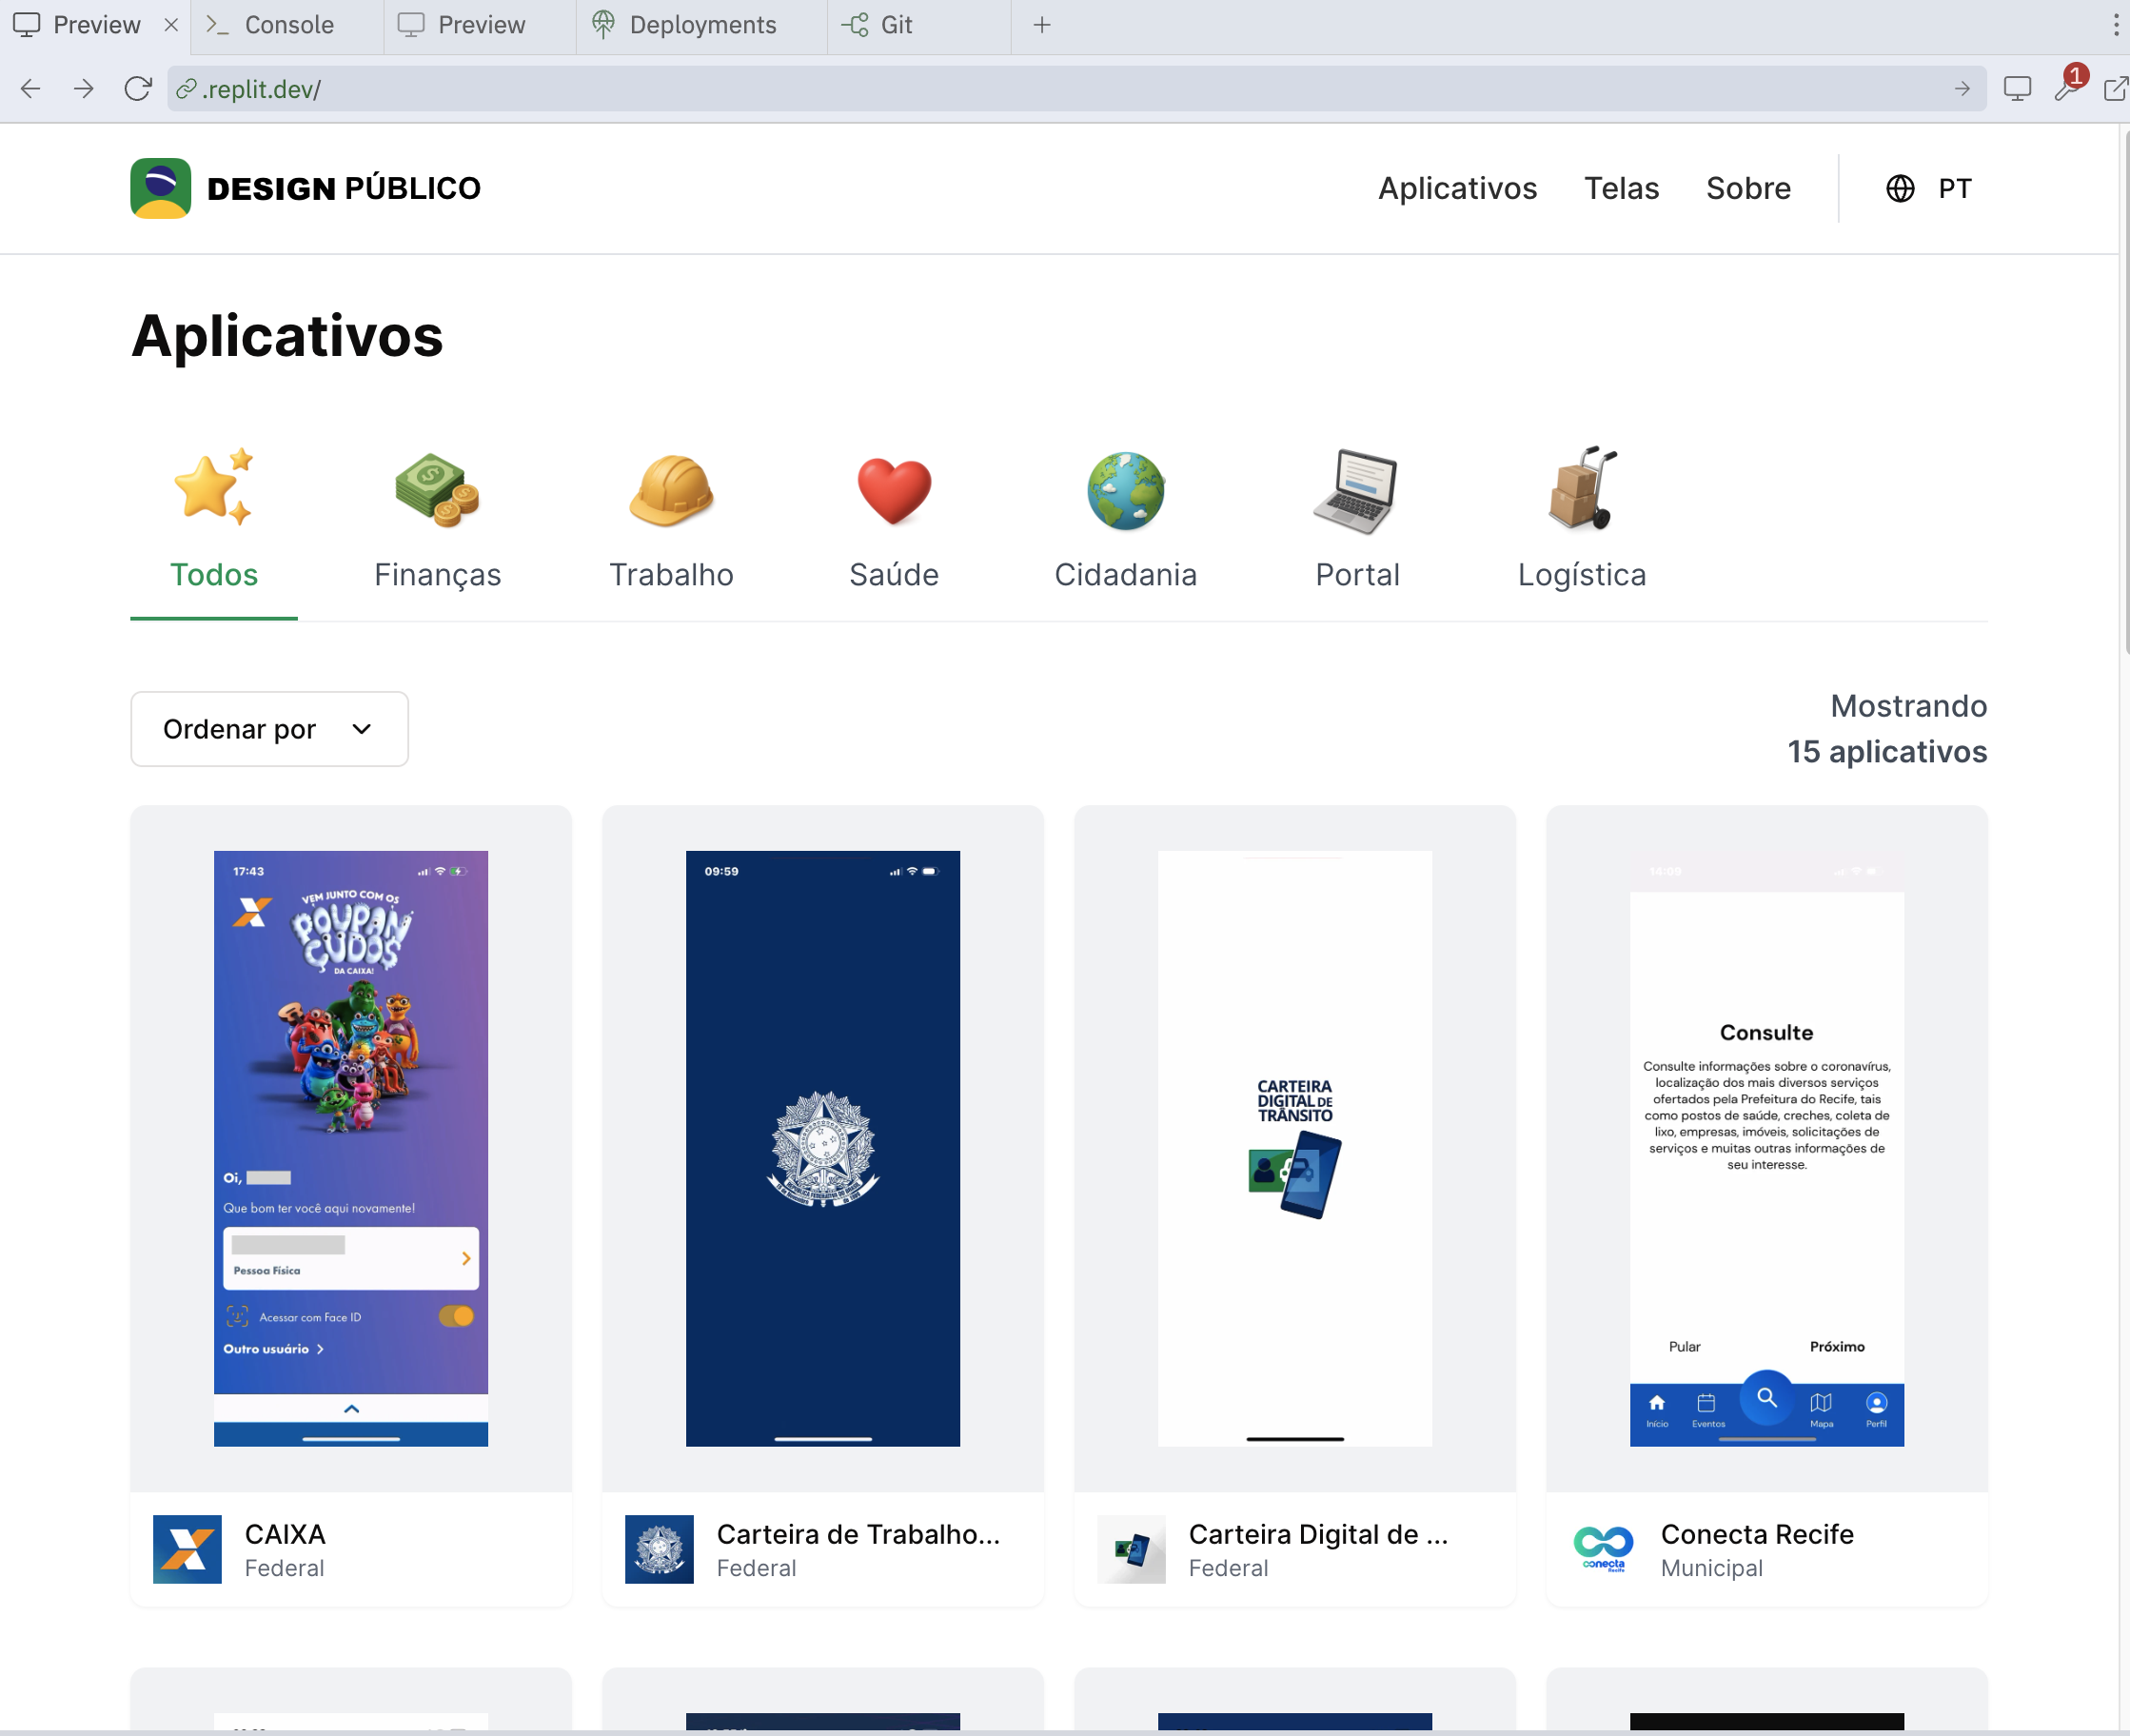 Preview
Console
Preview
Deployments
Git
.replit.dev/
1
DESIGN PÚBLICO
Aplicativos
Telas
Sobre
PT
Aplicativos
Todos
Finanças
Trabalho
Saúde
Cidadania
Portal
Logística
Ordenar por
Mostrando
15 aplicativos
17:43
VEM JUNTO COM OS
POUPAN
ÇUDOS
DA CAIXA!
Oi,
Que bom ter você aqui novamente!
Pessoa Física
Acessar com Face ID
Outro usuário
09:59
CARTEIRA
DIGITAL DE
TRÂNSITO
14:09
Consulte
Consulte informações sobre o coronavírus,
localização dos mais diversos serviços
ofertados pela Prefeitura do Recife, tais
como postos de saúde, creches, coleta de
lixo, empresas, imóveis, solicitações de
serviços e muitas outras informações de
seu interesse.
Pular
Próximo
Início
Eventos
Mapa
Perfil
CAIXA
Federal
Carteira de Trabalho...
Federal
Carteira Digital de ...
Federal
conecta
Recife
Conecta Recife
Municipal